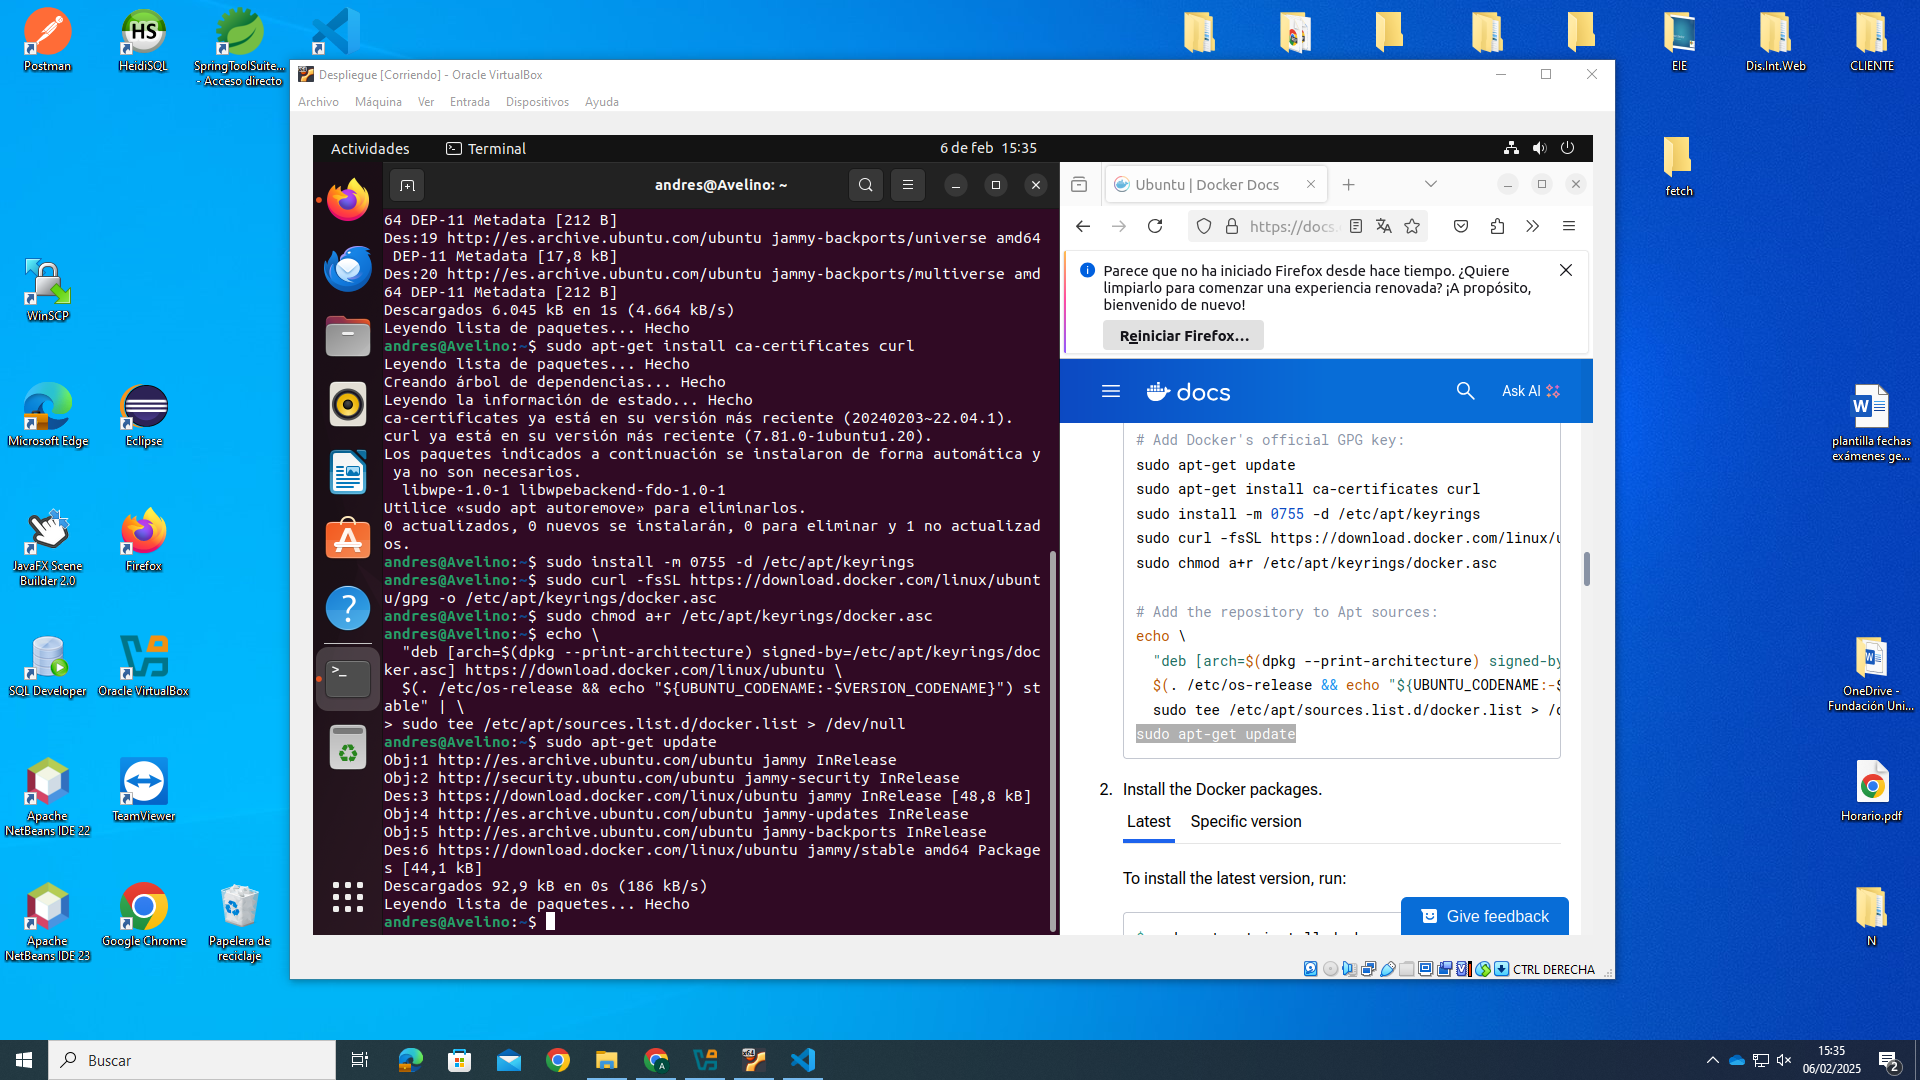 Postman
HeidiSQL
SpringToolSuite...
- Acceso directo
EIE
Dis.Int.Web
CLIENTE
fetch
WinSCP
Microsoft Edge
Eclipse
JavaFX Scene
Builder 2.0
Firefox
SQL Developer
Oracle VirtualBox
Apache
NetBeans IDE 22
TeamViewer
Apache
NetBeans IDE 23
Google Chrome
Papelera de
reciclaje
plantilla fechas
exámenes ge...
OneDrive -
Fundación Uni...
Horario.pdf
N
Despliegue [Corriendo] - Oracle VirtualBox
Archivo Máquina Ver Entrada Dispositivos Ayuda
Actividades Terminal 6 de feb 15:35
andres@Avelino: ~
64 DEP-11 Metadata [212 B]
Des:19 http://es.archive.ubuntu.com/ubuntu jammy-backports/universe amd64
DEP-11 Metadata [17,8 kB]
Des:20 http://es.archive.ubuntu.com/ubuntu jammy-backports/multiverse amd
64 DEP-11 Metadata [212 B]
Descargados 6.045 kB en 1s (4.664 kB/s)
Leyendo lista de paquetes... Hecho
andres@Avelino:~$ sudo apt-get install ca-certificates curl
Leyendo lista de paquetes... Hecho
Creando árbol de dependencias... Hecho
Leyendo la información de estado... Hecho
ca-certificates ya está en su versión más reciente (20240203~22.04.1).
curl ya está en su versión más reciente (7.81.0-1ubuntu1.20).
Los paquetes indicados a continuación se instalaron de forma automática y
ya no son necesarios.
libwpe-1.0-1 libwpebackend-fdo-1.0-1
Utilice «sudo apt autoremove» para eliminarlos.
0 actualizados, 0 nuevos se instalarán, 0 para eliminar y 1 no actualizad
os.
andres@Avelino:~$ sudo install -m 0755 -d /etc/apt/keyrings
andres@Avelino:~$ sudo curl -fsSL https://download.docker.com/linux/ubunt
u/gpg -o /etc/apt/keyrings/docker.asc
andres@Avelino:~$ sudo chmod a+r /etc/apt/keyrings/docker.asc
andres@Avelino:~$ echo \
"deb [arch=$(dpkg --print-architecture) signed-by=/etc/apt/keyrings/doc
ker.asc] https://download.docker.com/linux/ubuntu \
$(. /etc/os-release && echo "${UBUNTU_CODENAME:-$VERSION_CODENAME}") st
able" | \
> sudo tee /etc/apt/sources.list.d/docker.list > /dev/null
andres@Avelino:~$ sudo apt-get update
Obj:1 http://es.archive.ubuntu.com/ubuntu jammy InRelease
Obj:2 http://security.ubuntu.com/ubuntu jammy-security InRelease
Des:3 https://download.docker.com/linux/ubuntu jammy InRelease [48,8 kB]
Obj:4 http://es.archive.ubuntu.com/ubuntu jammy-updates InRelease
Obj:5 http://es.archive.ubuntu.com/ubuntu jammy-backports InRelease
Des:6 https://download.docker.com/linux/ubuntu jammy/stable amd64 Package
s [44,1 kB]
Descargados 92,9 kB en 0s (186 kB/s)
Leyendo lista de paquetes... Hecho
andres@Avelino:~$
Ubuntu | Docker Docs
https://docs.
Parece que no ha iniciado Firefox desde hace tiempo. ¿Quiere
limpiarlo para comenzar una experiencia renovada? ¡A propósito,
bienvenido de nuevo!
Reiniciar Firefox...
docs Ask AI
# Add Docker's official GPG key:
sudo apt-get update
sudo apt-get install ca-certificates curl
sudo install -m 0755 -d /etc/apt/keyrings
sudo curl -fsSL https://download.docker.com/linux/u
sudo chmod a+r /etc/apt/keyrings/docker.asc
# Add the repository to Apt sources:
echo \
"deb [arch=$(dpkg --print-architecture) signed-by
$(. /etc/os-release && echo "${UBUNTU_CODENAME:-$
sudo tee /etc/apt/sources.list.d/docker.list > /d
sudo apt-get update
2. Install the Docker packages.
Latest Specific version
To install the latest version, run:
Give feedback
CTRL DERECHA
Buscar
15:35
06/02/2025
2